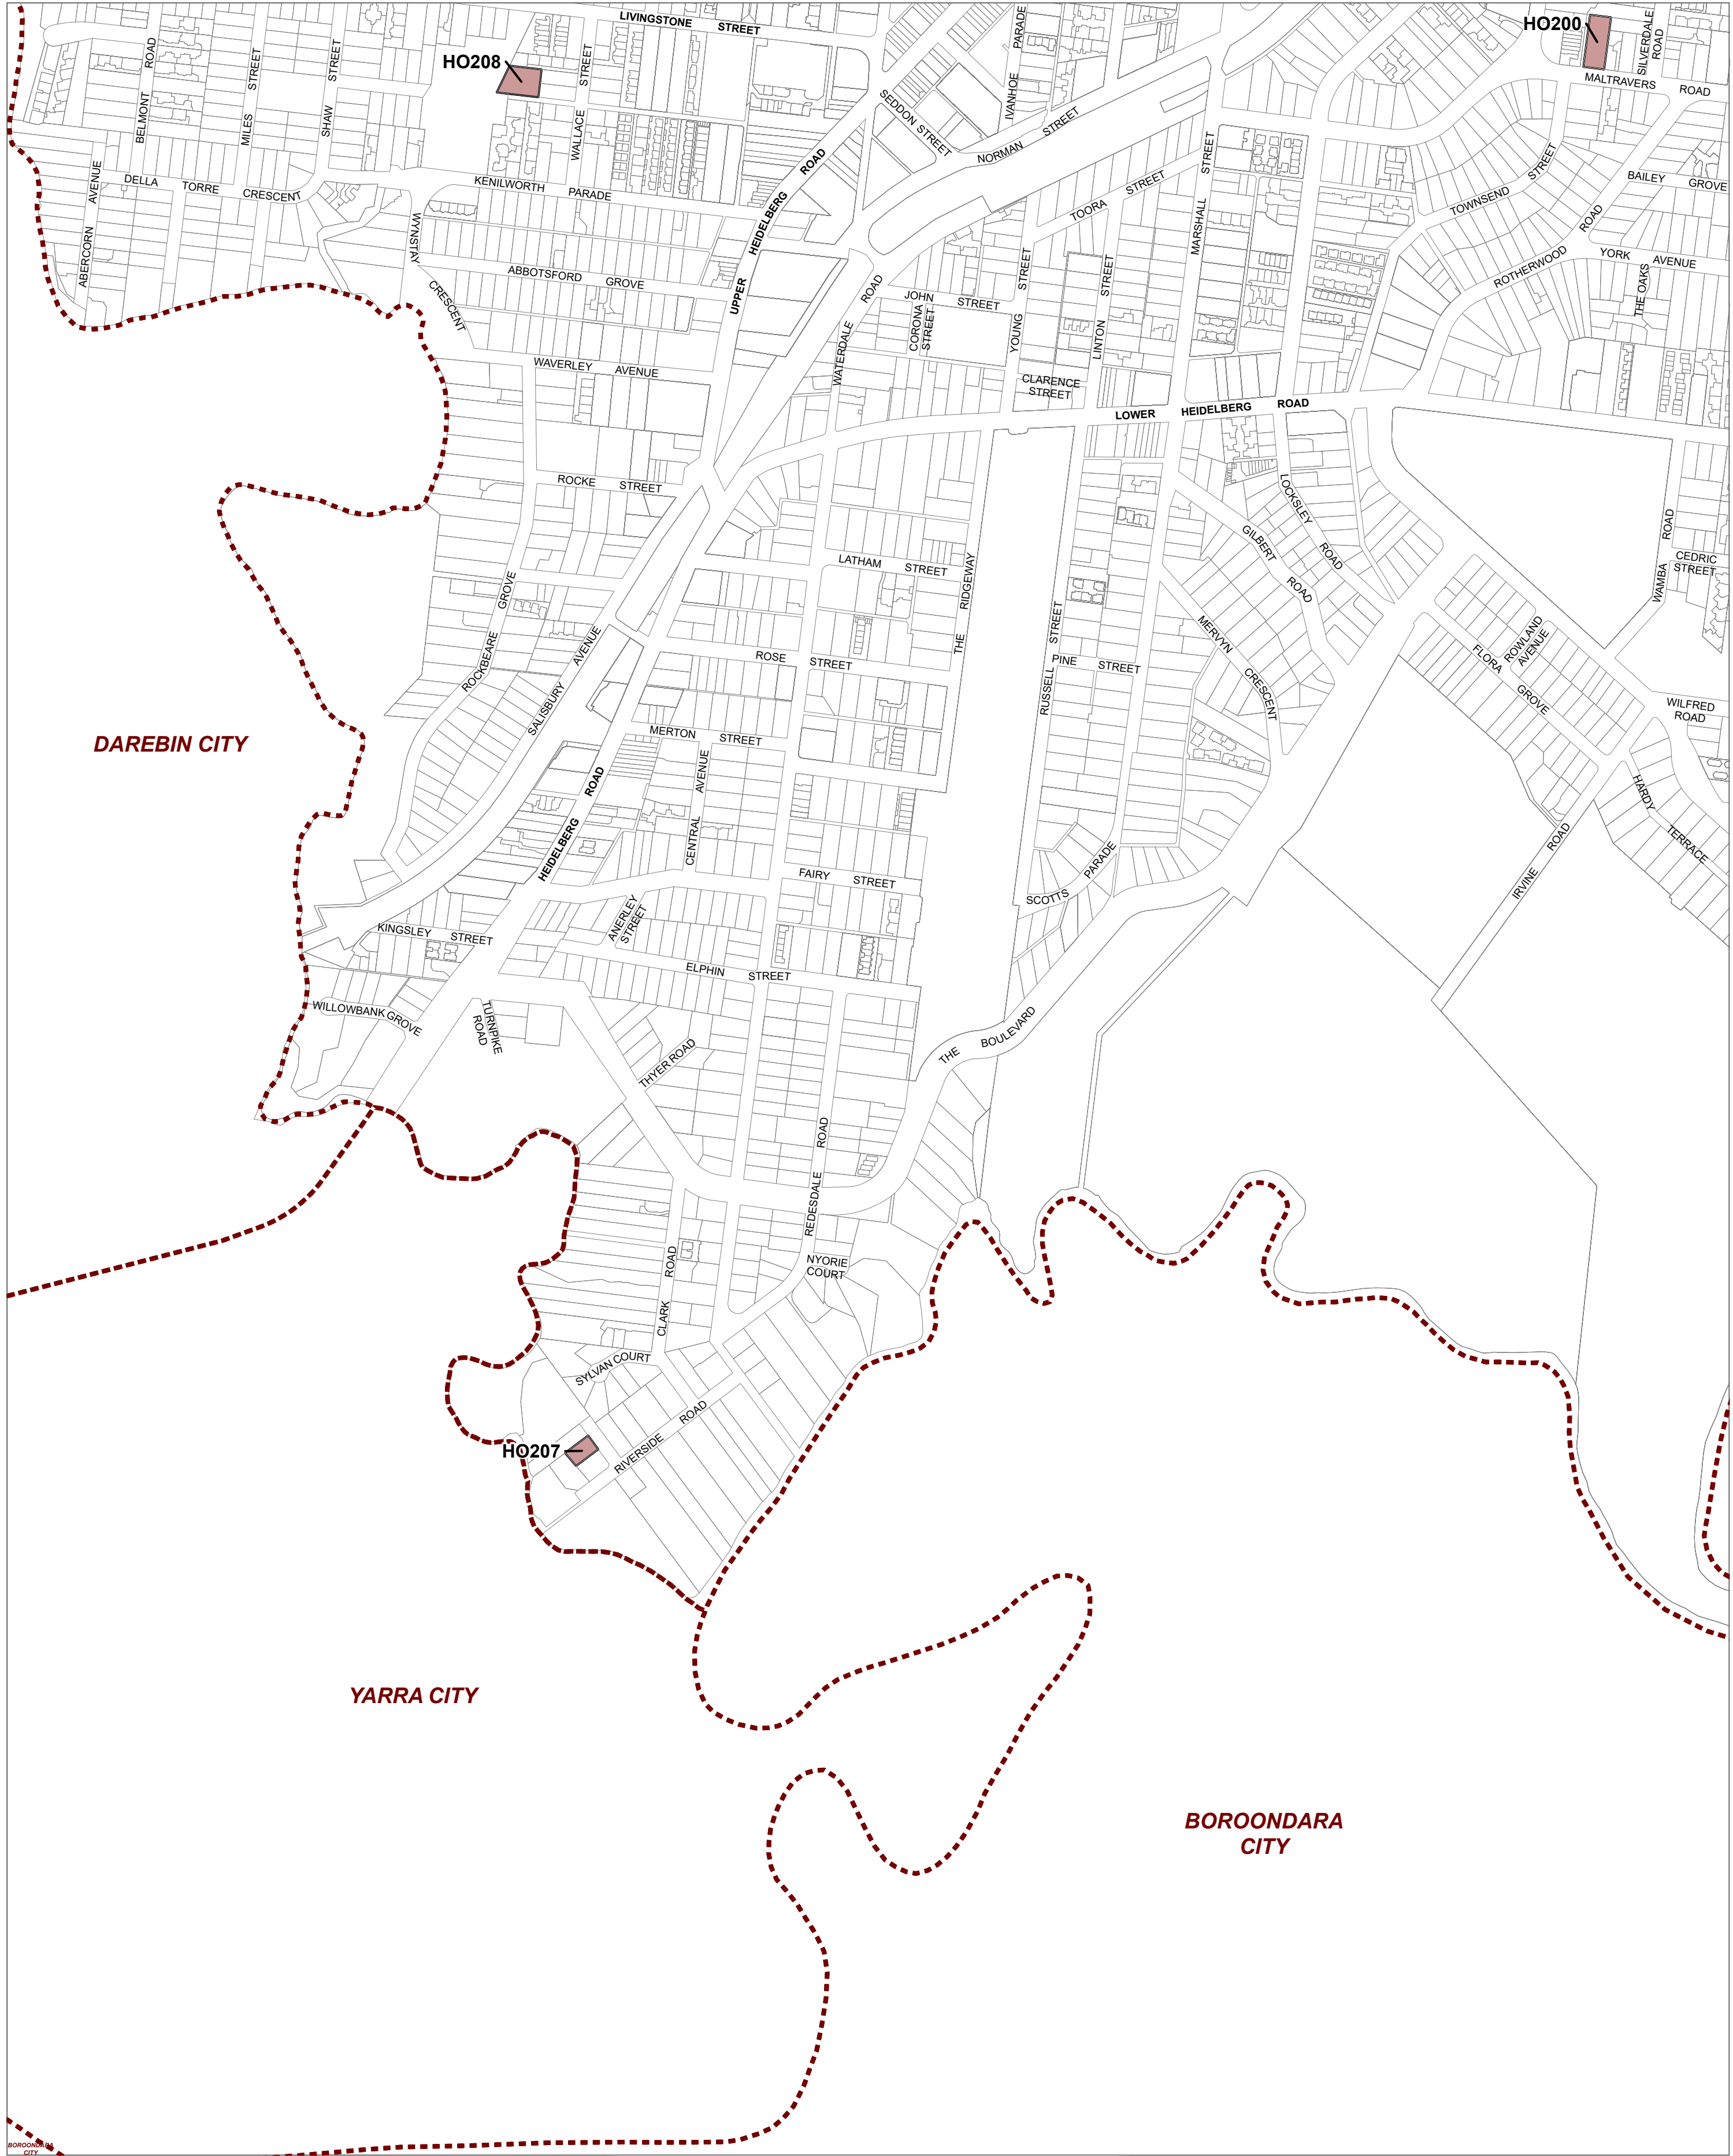 LIVINGSTONE STREET
HO200
HO208
BELMONT ROAD
MILES STREET
SHAW STREET
WALLACE STREET
SEDDON STREET
IVANHOE PARADE
NORMAN STREET
SILVERDALE ROAD
MALTRAVERS ROAD
ABERCORN AVENUE
DELLA TORRE CRESCENT
KENILWORTH PARADE
UPPER HEIDELBERG ROAD
TOORA STREET
MARSHALL STREET
TOWNSEND STREET
BAILEY GROVE
ROTHERWOOD ROAD
YORK AVENUE
THE OAKS
WYNSTAY CRESCENT
ABBOTSFORD GROVE
WATERDALE ROAD
JOHN STREET
CORONA STREET
YOUNG STREET
LINTON STREET
WAVERLEY AVENUE
CLARENCE STREET
LOWER HEIDELBERG ROAD
ROCKE STREET
LOCKSLEY ROAD
GILBERT ROAD
WAMBA ROAD
CEDRIC STREET
LATHAM STREET
THE RIDGEWAY
ROCKBEARE GROVE
SALISBURY AVENUE
ROSE STREET
RUSSELL STREET
PINE STREET
MERVYN CRESCENT
ROWLAND AVENUE
FLORA GROVE
WILFRED ROAD
DAREBIN CITY
MERTON STREET
CENTRAL AVENUE
HEIDELBERG ROAD
HARDY TERRACE
IRVINE ROAD
FAIRY STREET
SCOTTS PARADE
ANERLEY STREET
KINGSLEY STREET
ELPHIN STREET
WILLOWBANK GROVE
TURNPIKE ROAD
THYER ROAD
THE BOULEVARD
REDESDALE ROAD
NYORIE COURT
CLARK ROAD
SYLVAN COURT
RIVERSIDE ROAD
HO207
YARRA CITY
BOROONDARA
CITY
BOROONDARA
CITY